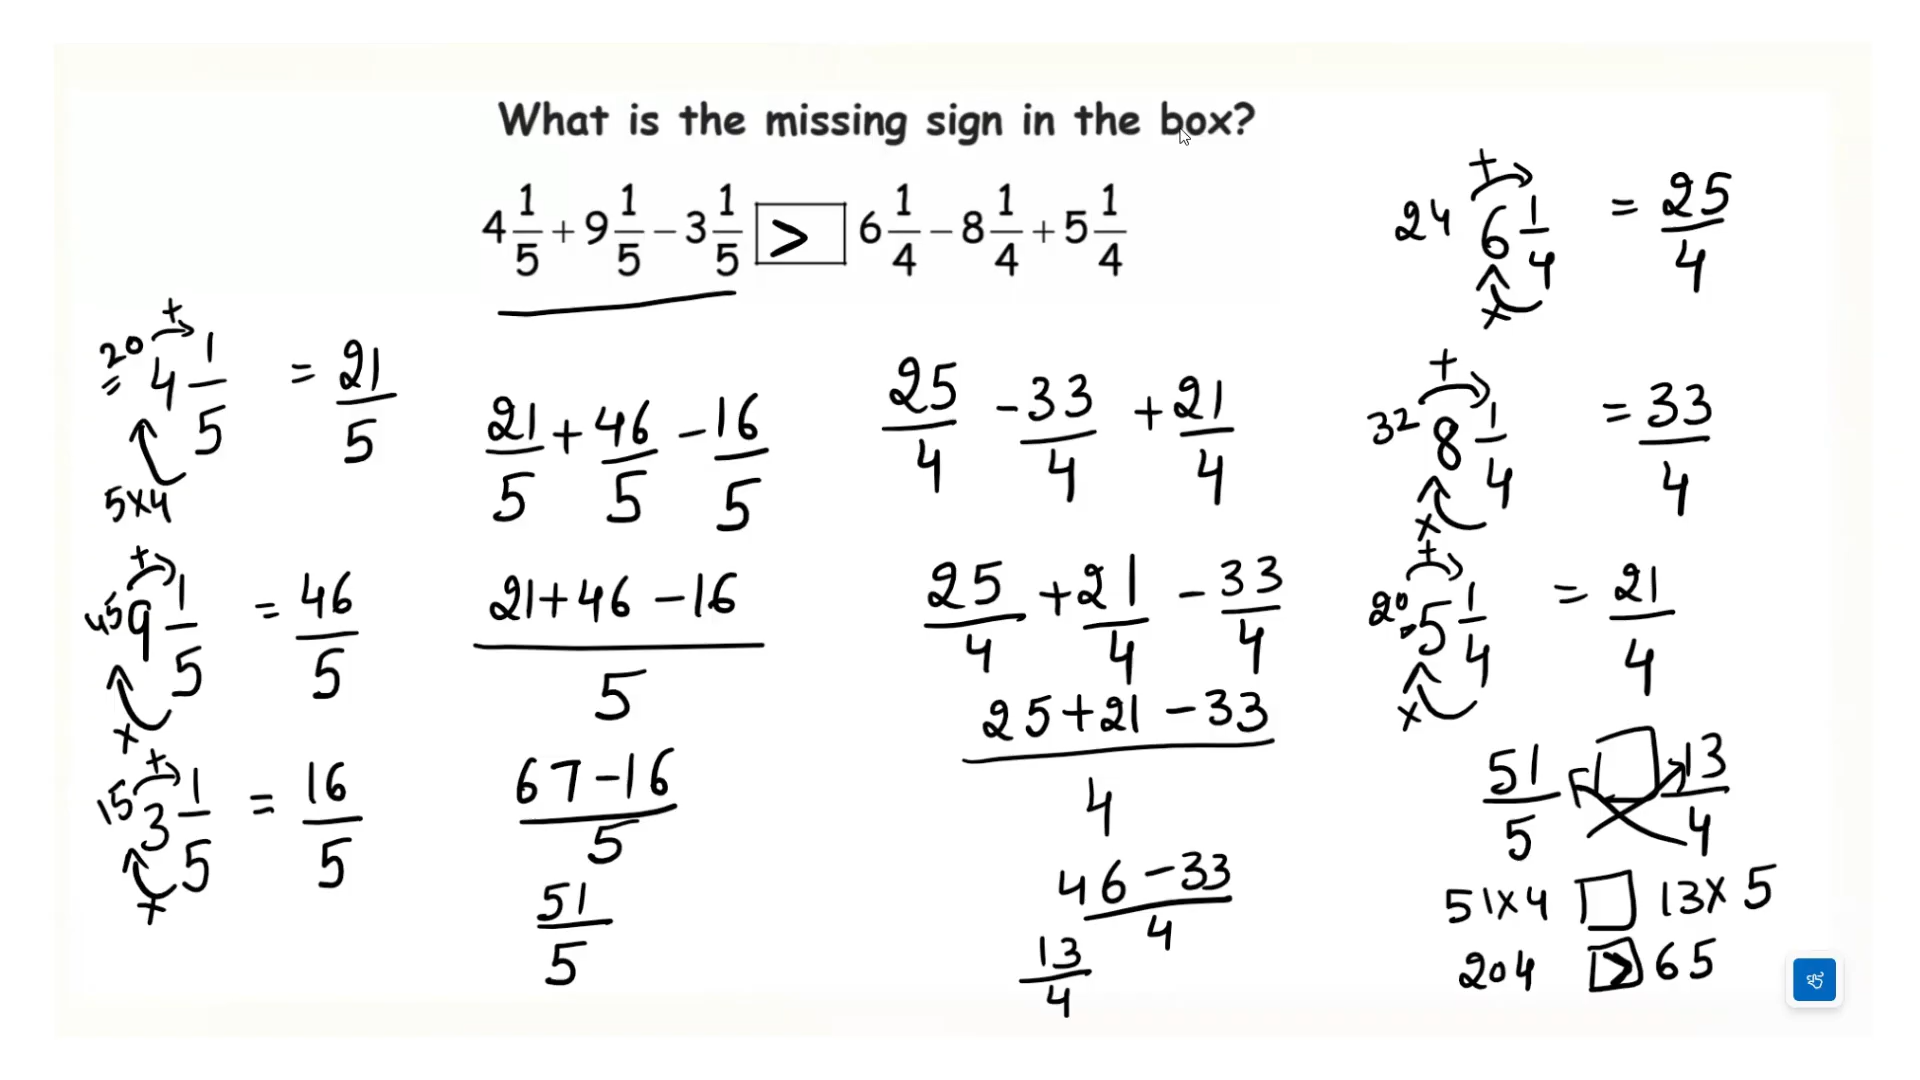 What is the missing sign in the box?
4 1/5 + 9 1/5 − 3 1/5 > 6 1/4 − 8 1/4 + 5 1/4
20
= 4 1/5 = 21/5
+
5×4
+
45 9 1/5 = 46/5
×
+
15 3 1/5 = 16/5
×
21/5 + 46/5 − 16/5
21+46−16
5
67−16
5
51
5
25/4 − 33/4 + 21/4
25/4 + 21/4 − 33/4
25+21−33
4
46−33
4
13
4
+
24 6 1/4 = 25/4
×
+
32 8 1/4 = 33/4
×
+
20 5 1/4 = 21/4
×
51/5 □ 13/4
51×4 □ 13×5
204 > 65